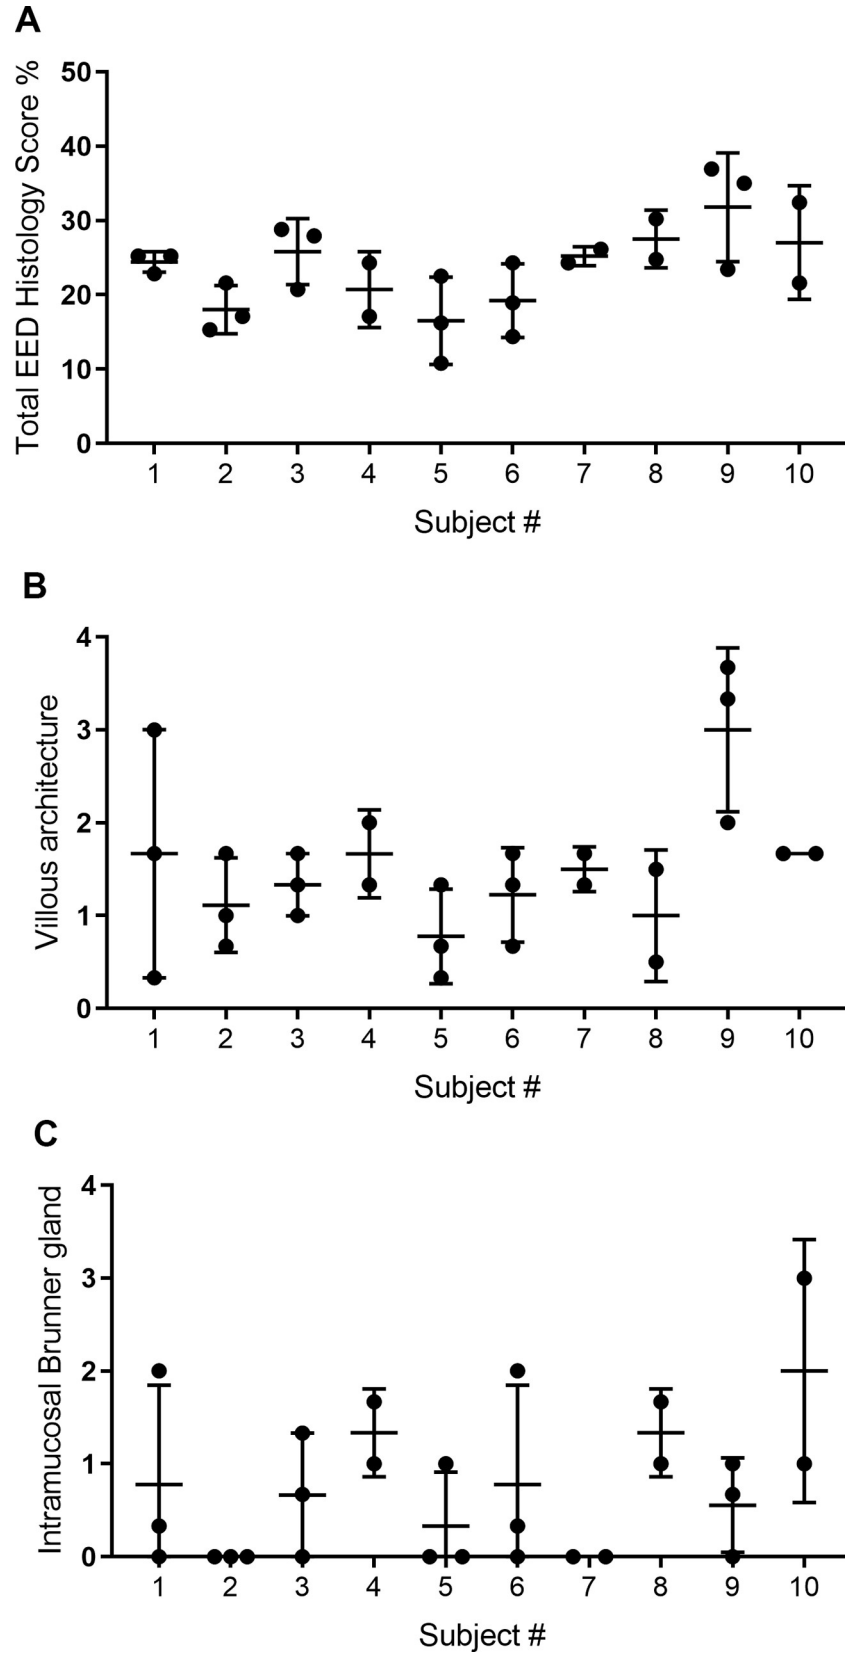 A
Total EED Histology Score %
50
40
30
20
10
0
1 2 3 4 5 6 7 8 9 10
Subject #
B
Villous architecture
4
3
2
1
0
1 2 3 4 5 6 7 8 9 10
Subject #
C
Intramucosal Brunner gland
4
3
2
1
0
1 2 3 4 5 6 7 8 9 10
Subject #